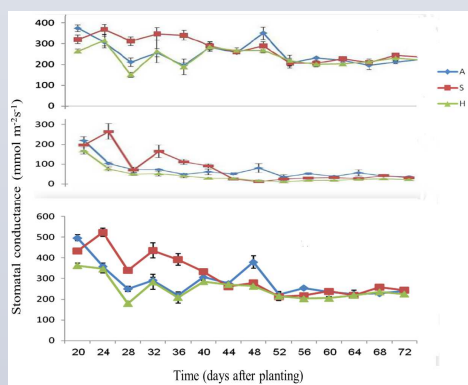 400
300
200
100
0
A
S
H
300
200
100
0
600
500
400
300
200
100
0
20 24 28 32 36 40 44 48 52 56 60 64 68 72
Stomatal conductance (mmol m⁻²s⁻¹)
Time (days after planting)